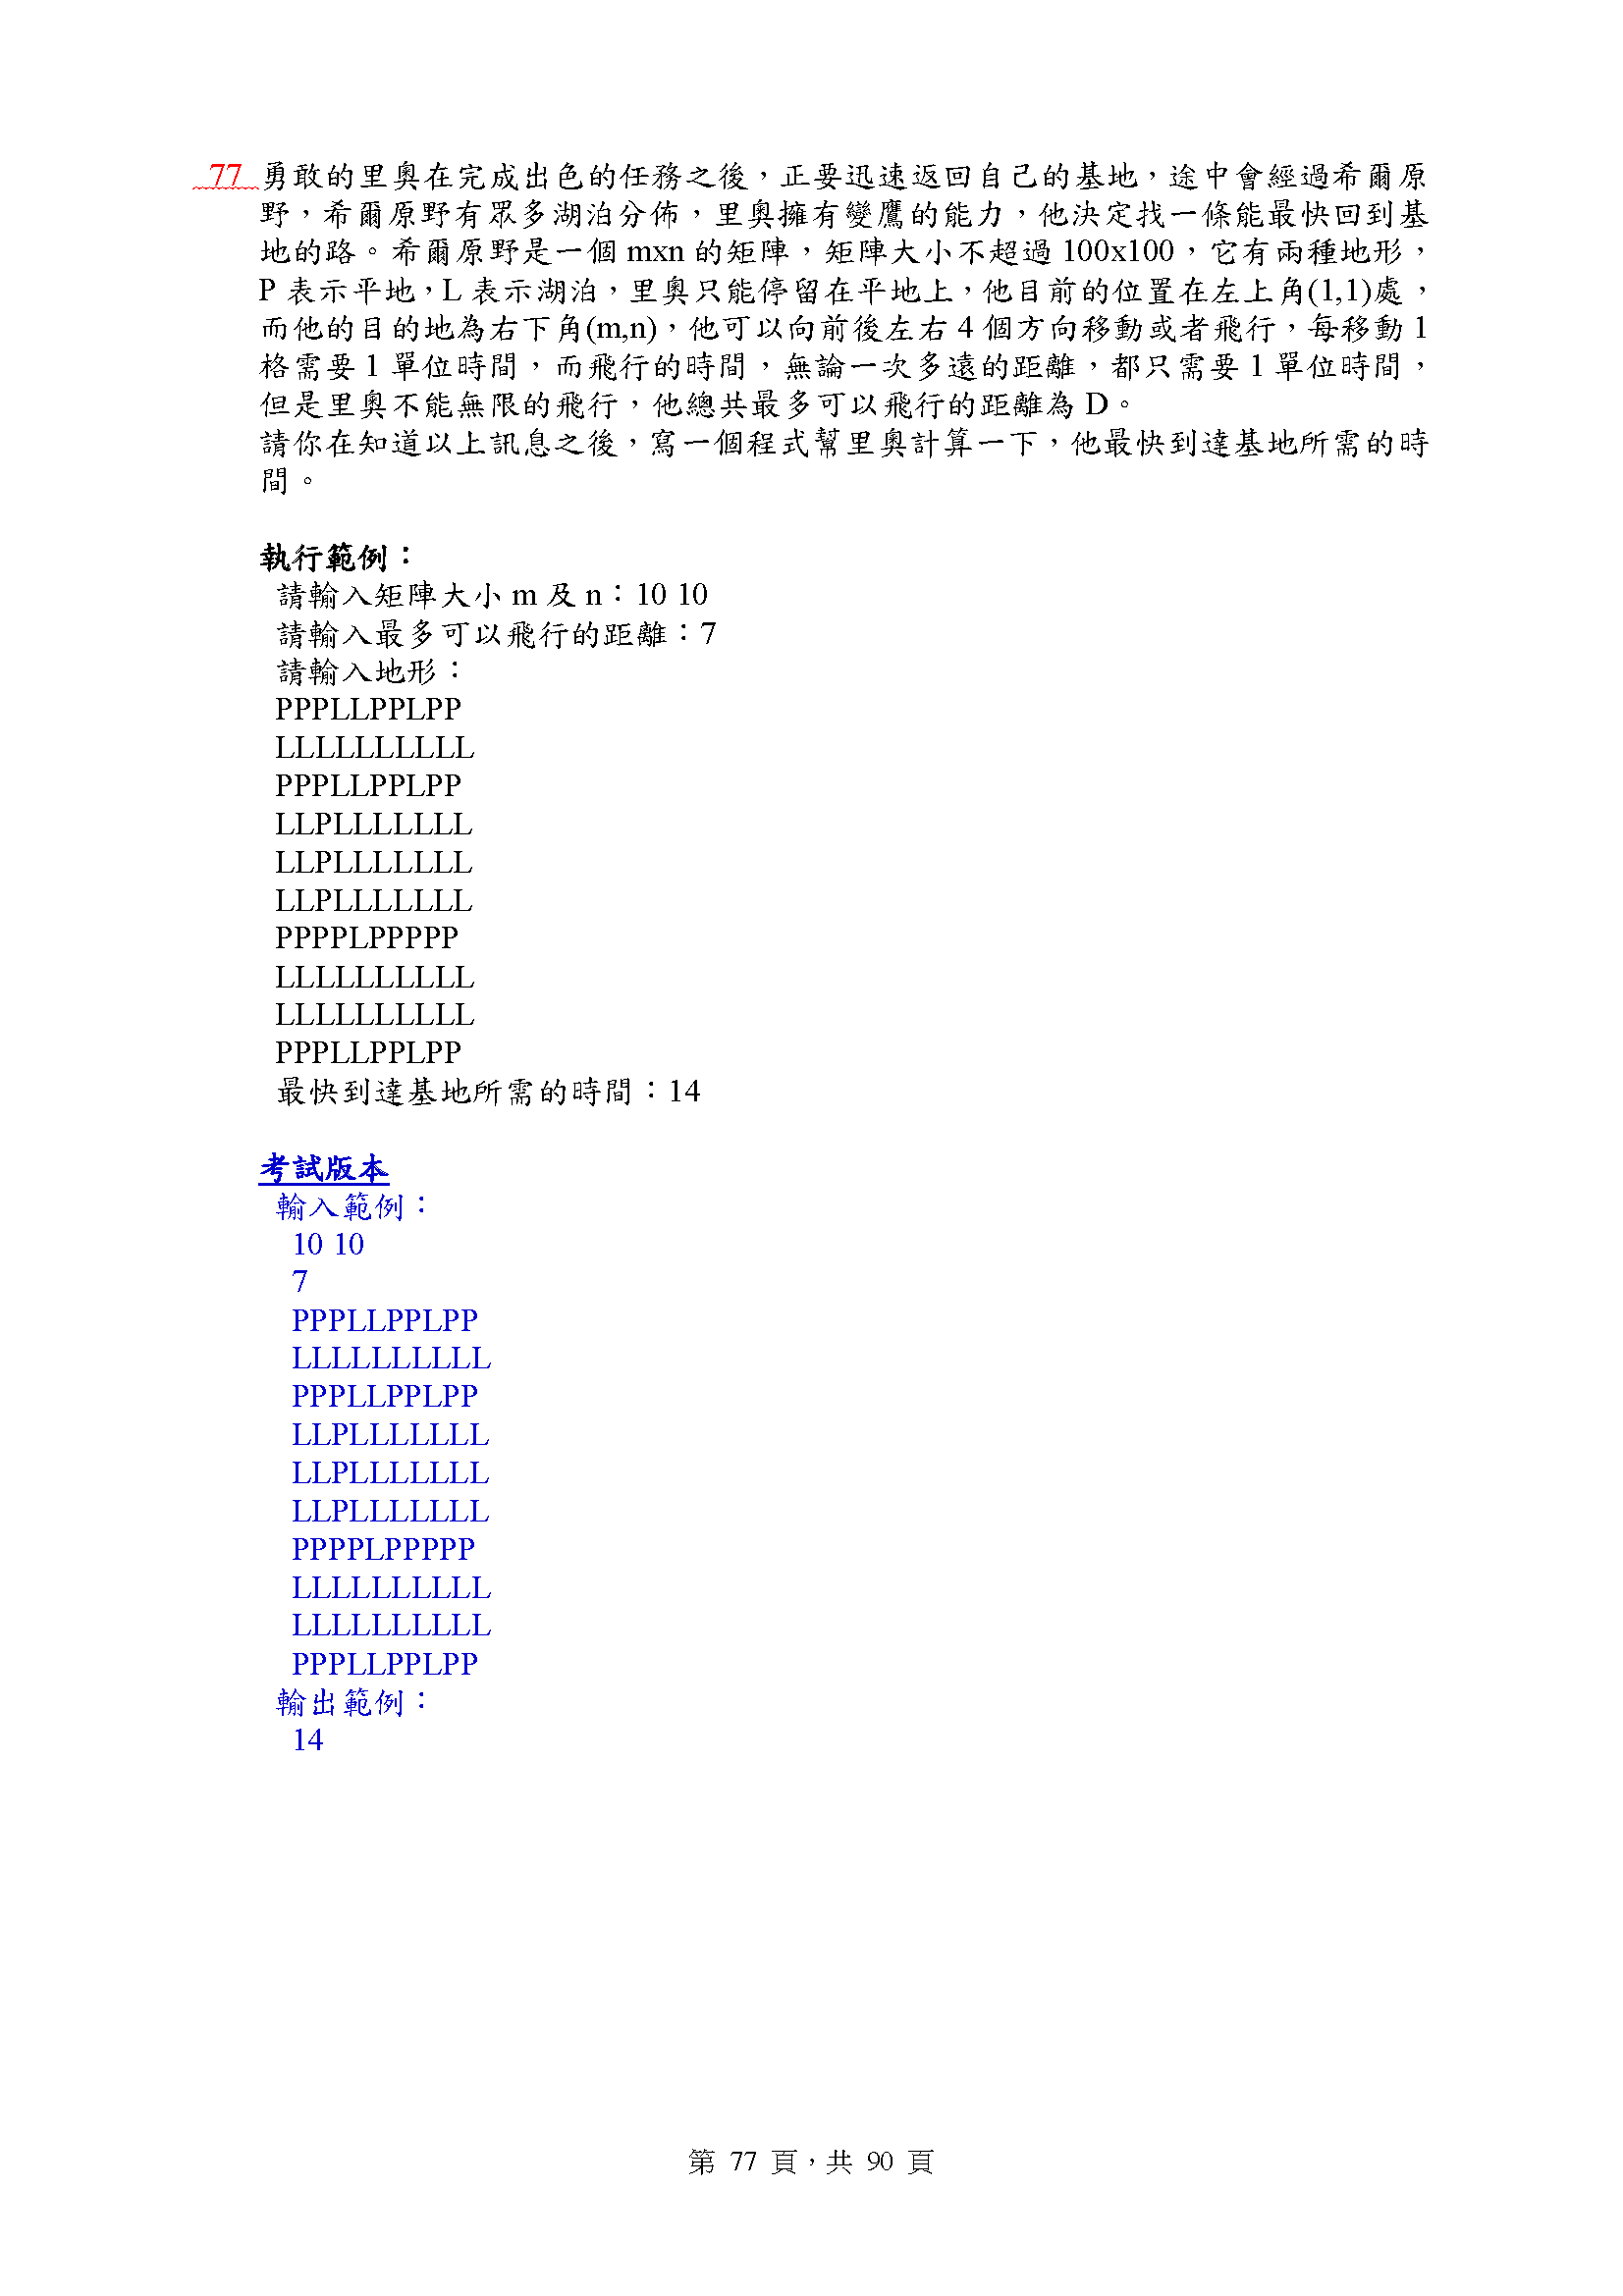 77 勇敢的里奧在完成出色的任務之後，正要迅速返回自己的基地，途中會經過希爾原
野，希爾原野有眾多湖泊分佈，里奧擁有變鷹的能力，他決定找一條能最快回到基
地的路。希爾原野是一個 mxn 的矩陣，矩陣大小不超過 100x100，它有兩種地形，
P 表示平地，L 表示湖泊，里奧只能停留在平地上，他目前的位置在左上角(1,1)處，
而他的目的地為右下角(m,n)，他可以向前後左右 4 個方向移動或者飛行，每移動 1
格需要 1 單位時間，而飛行的時間，無論一次多遠的距離，都只需要 1 單位時間，
但是里奧不能無限的飛行，他總共最多可以飛行的距離為 D。
請你在知道以上訊息之後，寫一個程式幫里奧計算一下，他最快到達基地所需的時
間。
執行範例：
請輸入矩陣大小 m 及 n：10 10
請輸入最多可以飛行的距離：7
請輸入地形：
PPPLLPPLPP
LLLLLLLLLL
PPPLLPPLPP
LLPLLLLLLL
LLPLLLLLLL
LLPLLLLLLL
PPPPLPPPPP
LLLLLLLLLL
LLLLLLLLLL
PPPLLPPLPP
最快到達基地所需的時間：14
考試版本
輸入範例：
10 10
7
PPPLLPPLPP
LLLLLLLLLL
PPPLLPPLPP
LLPLLLLLLL
LLPLLLLLLL
LLPLLLLLLL
PPPPLPPPPP
LLLLLLLLLL
LLLLLLLLLL
PPPLLPPLPP
輸出範例：
14
第 77 頁，共 90 頁